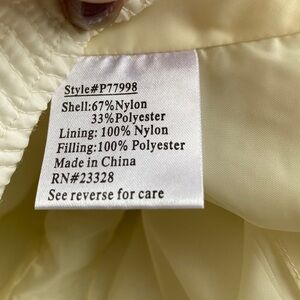 Style#P77998
Shell:67%Nylon
33%Polyester
Lining: 100% Nylon
Filling:100% Polyester
Made in China
RN#23328
See reverse for care